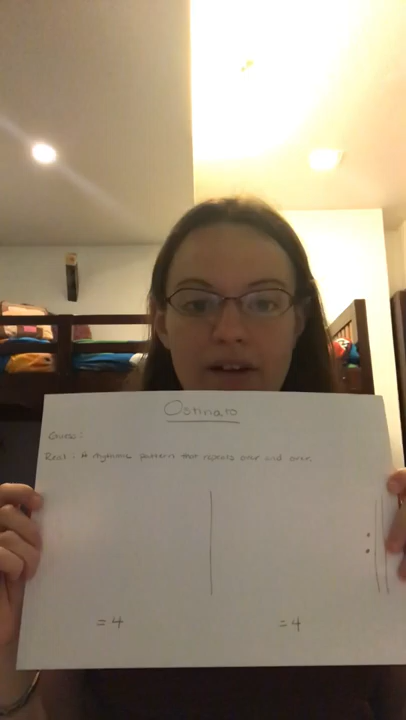 Ostinato
Guess:
Real: A rhythmic pattern that repeats over and over.
= 4 = 4